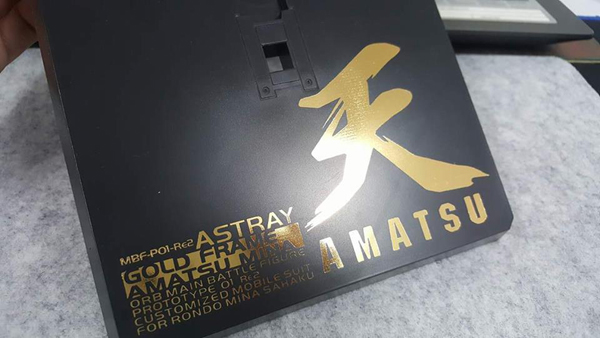 天
AMATSU
MBF-P01-Re2 ASTRAY
GOLD FRAME
AMATSU MINA
ORB MAIN BATTLE FIGURE
PROTOTYPE 01 Re2
CUSTOMIZED MOBILE SUIT
FOR RONDO MINA SAHAKU